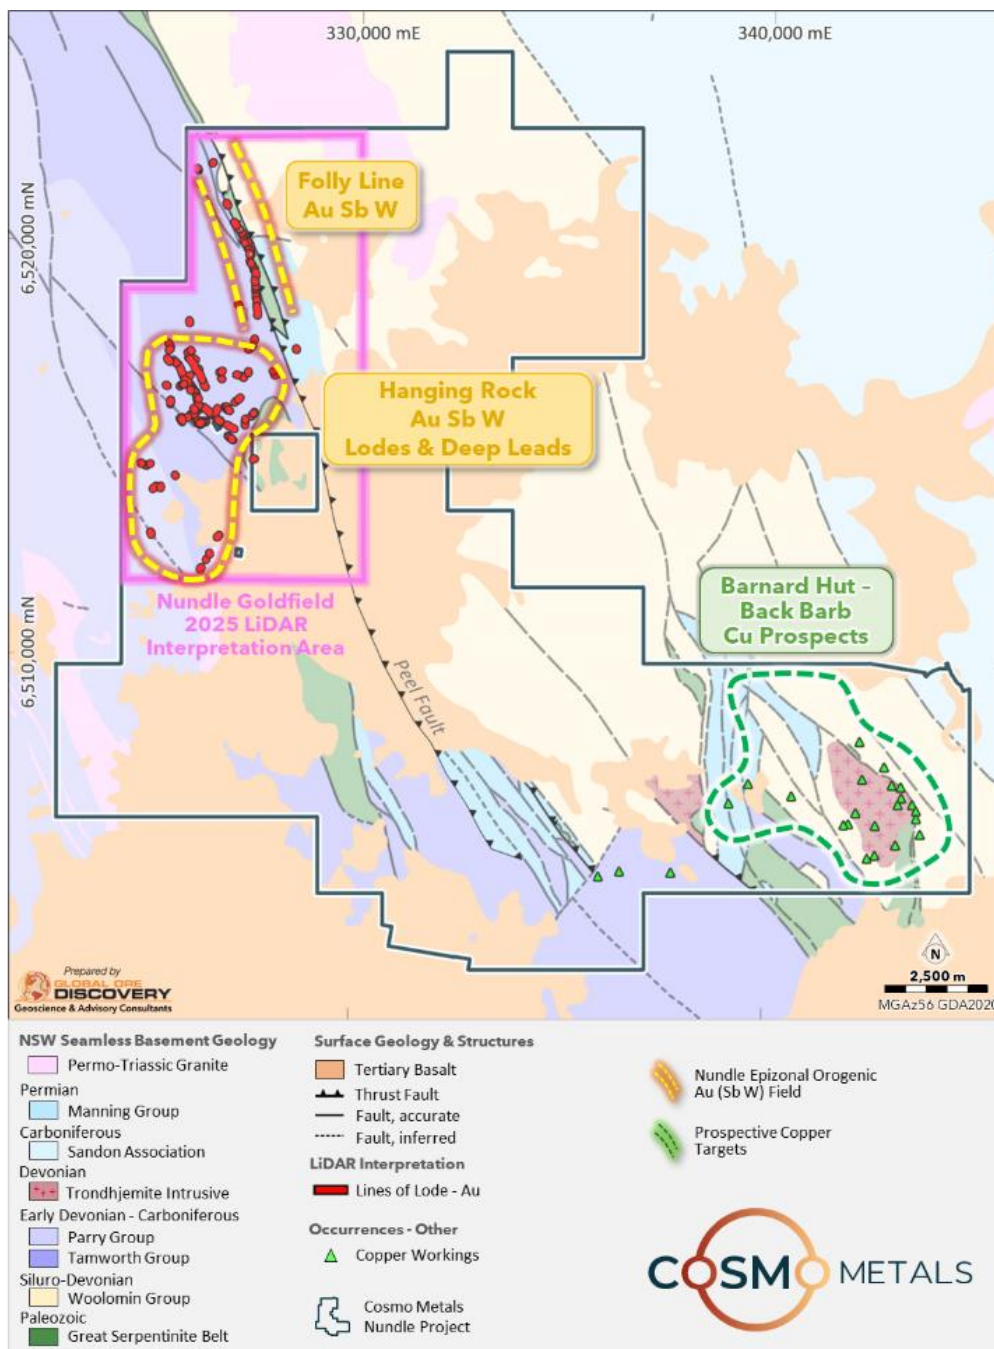 330,000 mE
340,000 mE
6,520,000 mN
6,510,000 mN
Folly Line
Au Sb W
Hanging Rock
Au Sb W
Lodes & Deep Leads
Nundle Goldfield
2025 LiDAR
Interpretation Area
Barnard Hut –
Back Barb
Cu Prospects
Peel Fault
N
2,500 m
MGAz56 GDA2020
Prepared by
GLOBAL ORE
DISCOVERY
Geoscience & Advisory Consultants
NSW Seamless Basement Geology
Permo-Triassic Granite
Permian
Manning Group
Carboniferous
Sandon Association
Devonian
Trondhjemite Intrusive
Early Devonian - Carboniferous
Parry Group
Tamworth Group
Siluro-Devonian
Woolomin Group
Paleozoic
Great Serpentinite Belt
Surface Geology & Structures
Tertiary Basalt
Thrust Fault
Fault, accurate
Fault, inferred
LiDAR Interpretation
Lines of Lode - Au
Occurrences - Other
Copper Workings
Cosmo Metals
Nundle Project
Nundle Epizonal Orogenic
Au (Sb W) Field
Prospective Copper
Targets
COSMO METALS